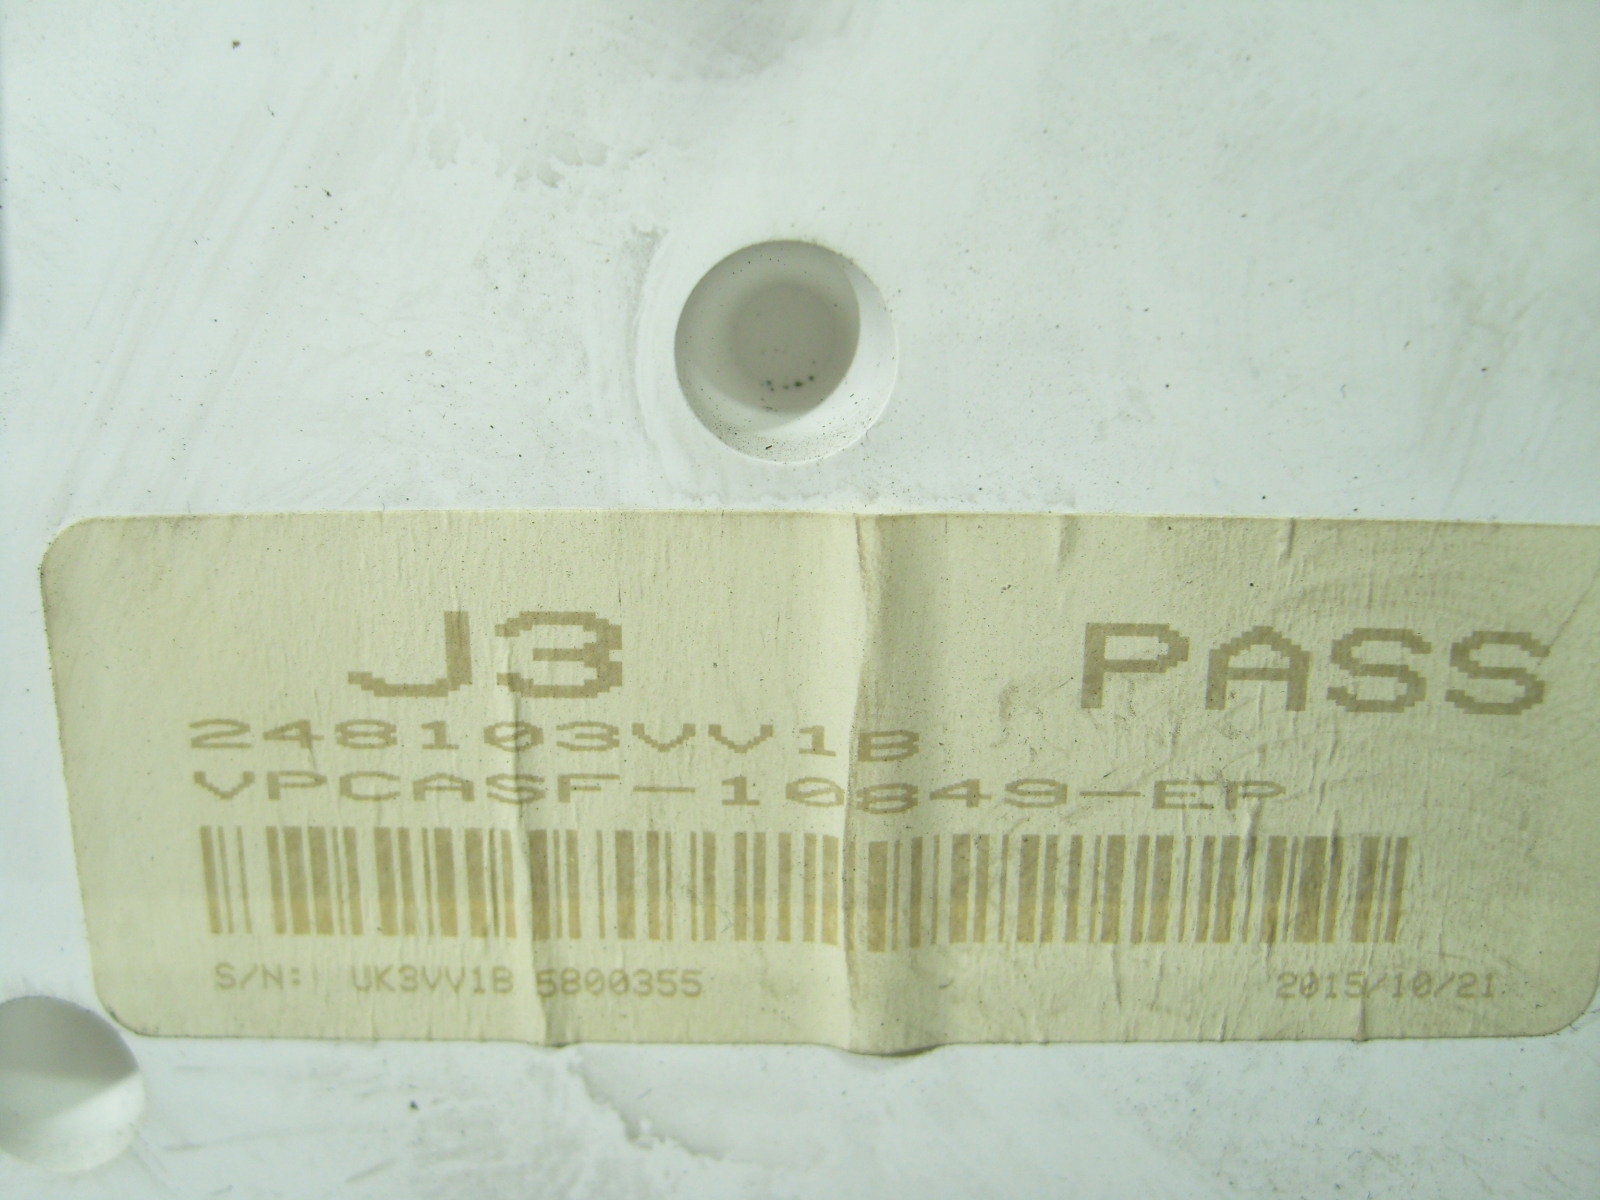 J3 PASS
248103VV1B
VPCASF-10849-EP
S/N: UK3VV1B 5800355 2015/10/21